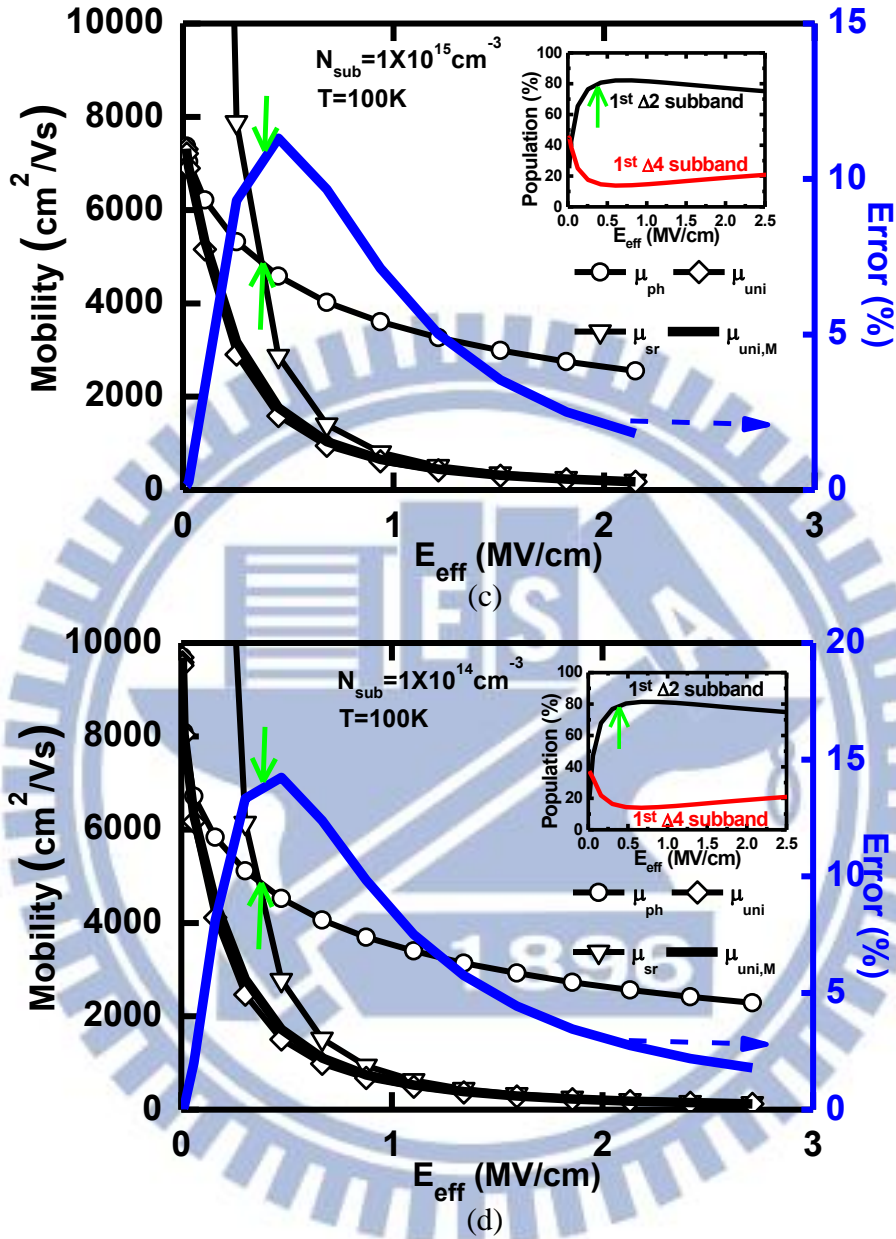 10000
8000
6000
4000
2000
0
Mobility (cm²/Vs)
N_sub=1X10^15 cm^-3
T=100K
15
10
5
0
Error (%)
100
80
60
40
20
0
Population (%)
1st Δ2 subband
1st Δ4 subband
0.0 0.5 1.0 1.5 2.0 2.5
E_eff (MV/cm)
μ_ph μ_uni
μ_sr μ_uni,M
0 1 2 3
E_eff (MV/cm)
(c)
10000
8000
6000
4000
2000
0
Mobility (cm²/Vs)
N_sub=1X10^14 cm^-3
T=100K
20
15
10
5
0
Error (%)
100
80
60
40
20
0
Population (%)
1st Δ2 subband
1st Δ4 subband
0.0 0.5 1.0 1.5 2.0 2.5
E_eff (MV/cm)
μ_ph μ_uni
μ_sr μ_uni,M
ES
A
1896
0 1 2 3
E_eff (MV/cm)
(d)